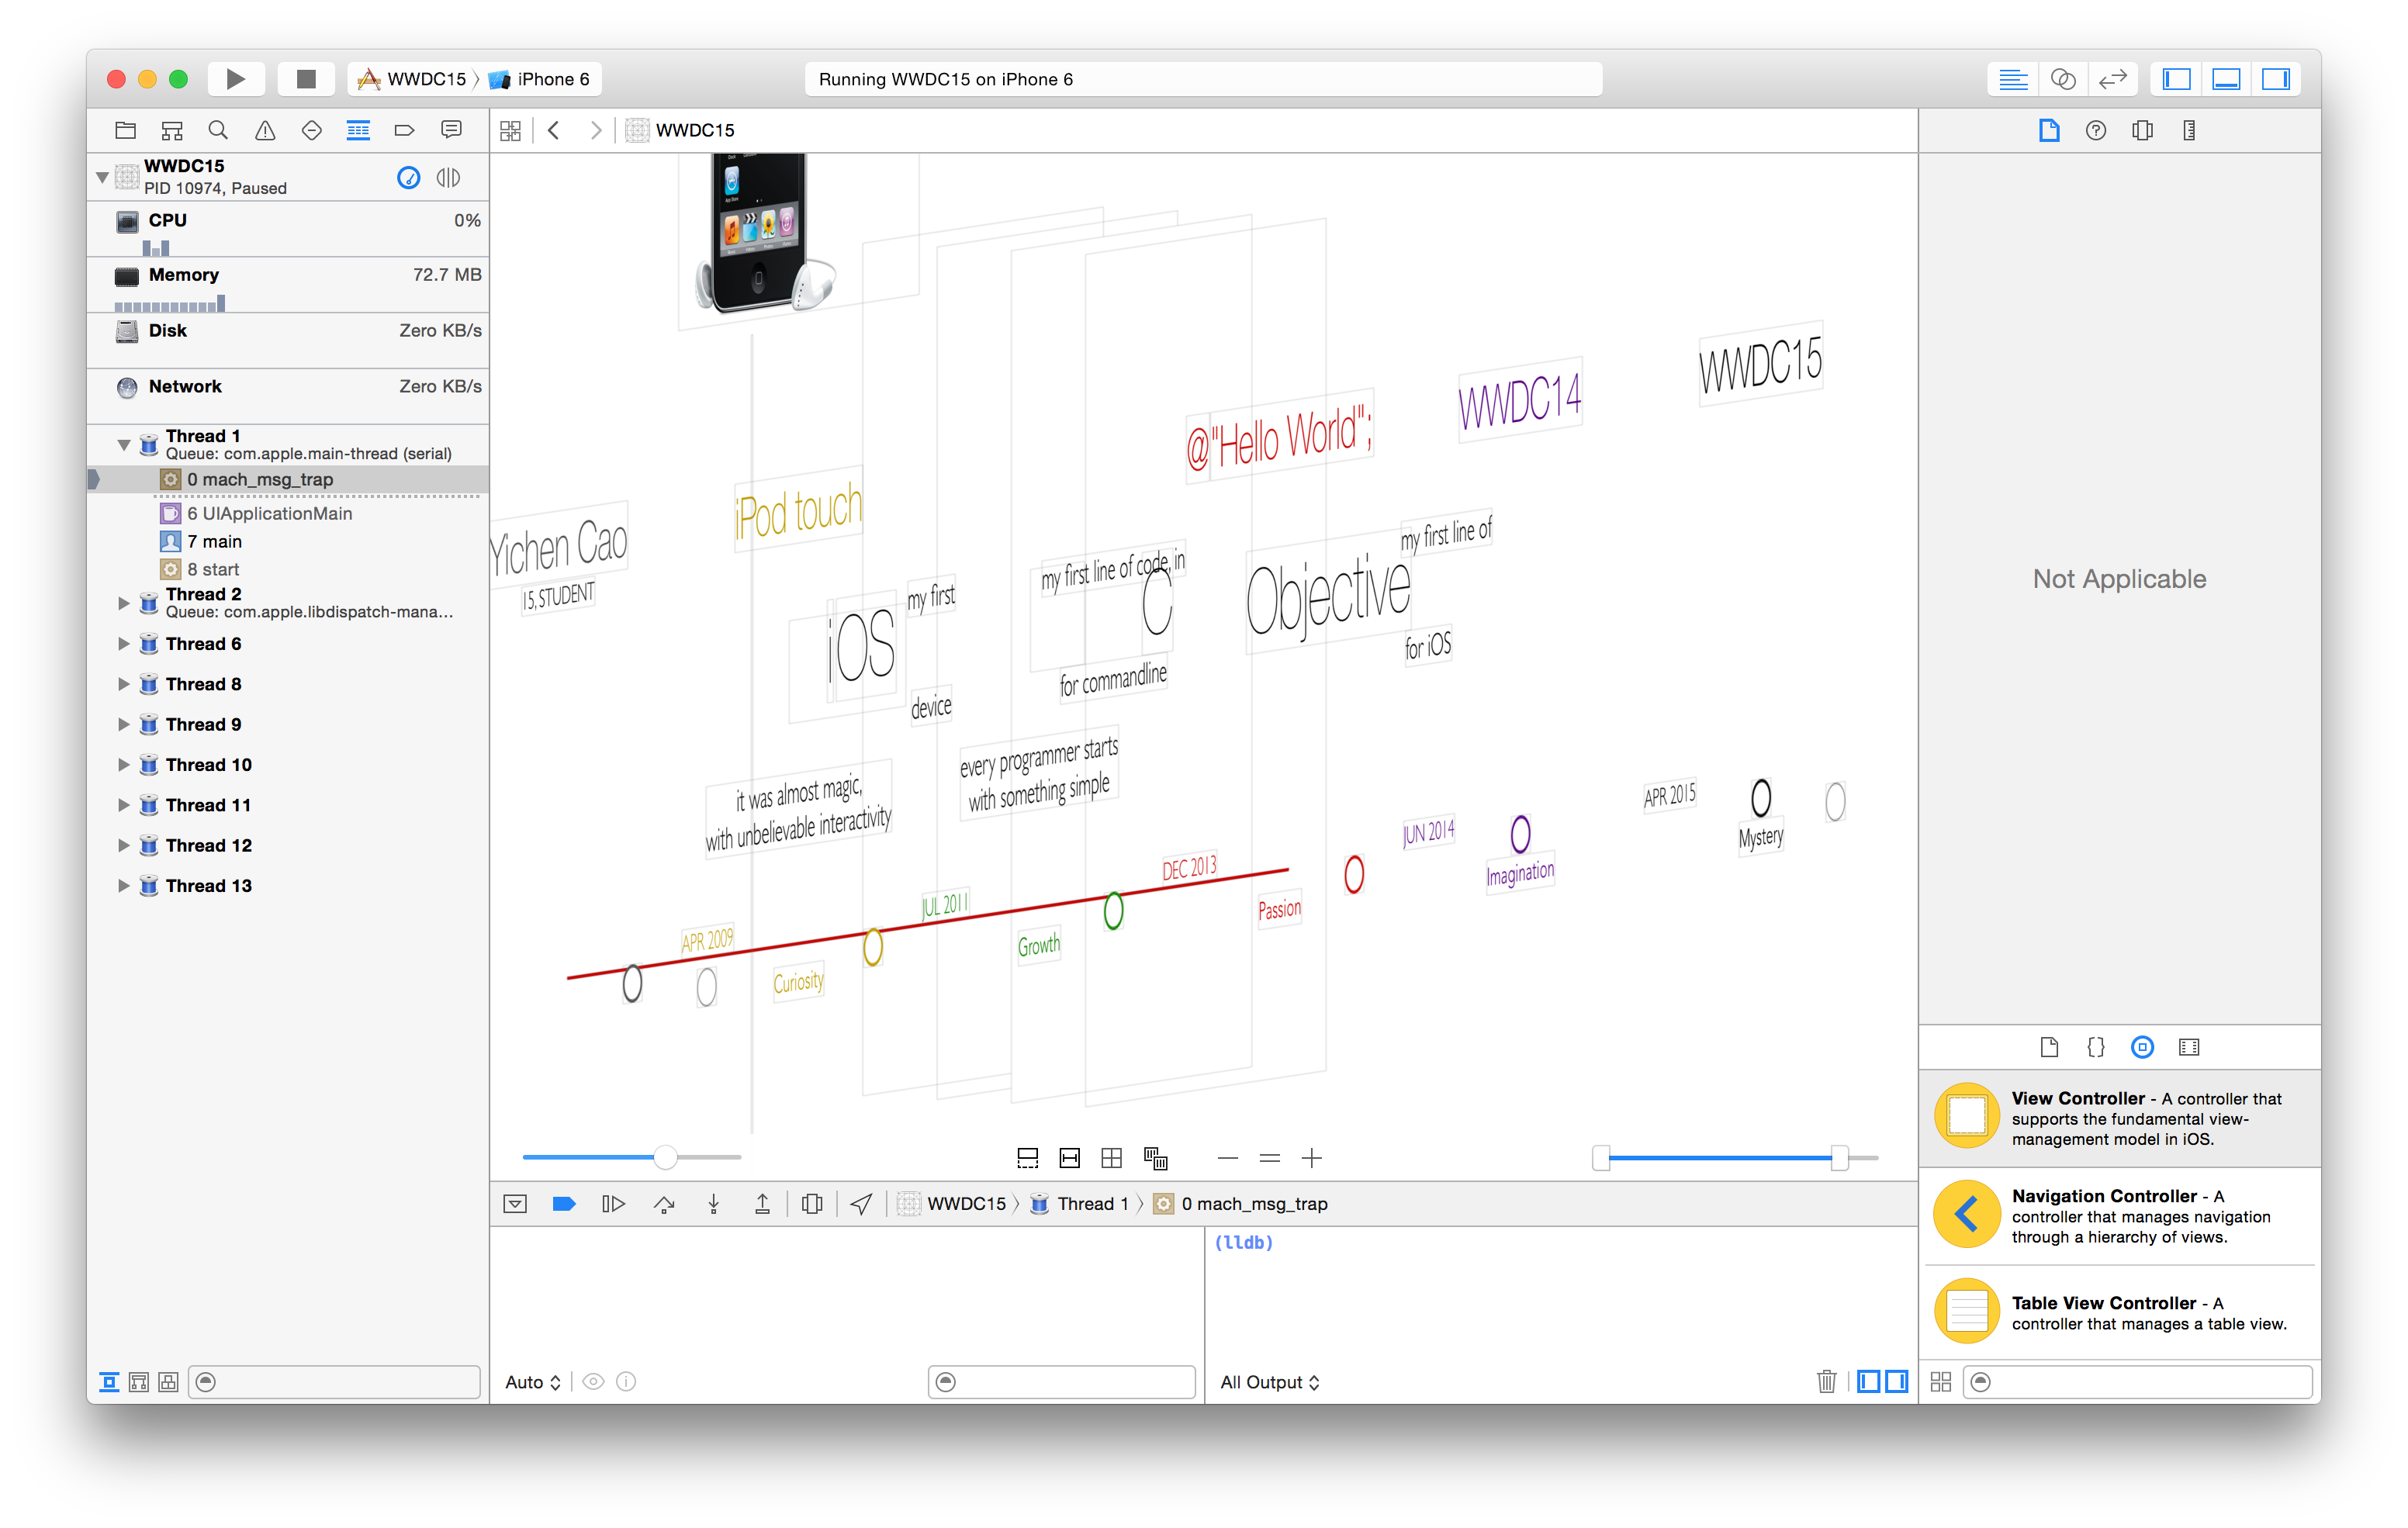 WWDC15 iPhone 6
Running WWDC15 on iPhone 6
WWDC15
WWDC15
PID 10974, Paused
CPU 0%
Memory 72.7 MB
Disk Zero KB/s
Network Zero KB/s
Thread 1
Queue: com.apple.main-thread (serial)
0 mach_msg_trap
6 UIApplicationMain
7 main
8 start
Thread 2
Queue: com.apple.libdispatch-mana...
Thread 6
Thread 8
Thread 9
Thread 10
Thread 11
Thread 12
Thread 13
Yichen Cao
15, STUDENT
iPod touch
@"Hello World";
WWDC14
WWDC15
iOS
my first
device
my first line of code, in
C
for commandline
Objective
my first line of
for iOS
it was almost magic,
with unbelievable interactivity
every programmer starts
with something simple
APR 2009
Curiosity
JUL 2011
Growth
DEC 2013
Passion
JUN 2014
Imagination
APR 2015
Mystery
WWDC15 Thread 1 0 mach_msg_trap
(lldb)
Auto
All Output
Not Applicable
View Controller - A controller that
supports the fundamental view-
management model in iOS.
Navigation Controller - A
controller that manages navigation
through a hierarchy of views.
Table View Controller - A
controller that manages a table view.